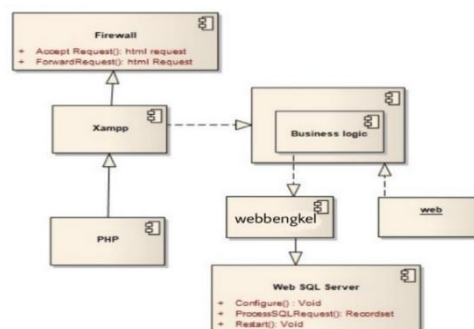 Firewall
+ Accept Request(): html request
+ ForwardRequest(): html Request
Xampp
Business logic
PHP
webbengkel
web
Web SQL Server
+ Configure() : Void
+ ProcessSQLRequest(): Recordset
+ Restart(): Void